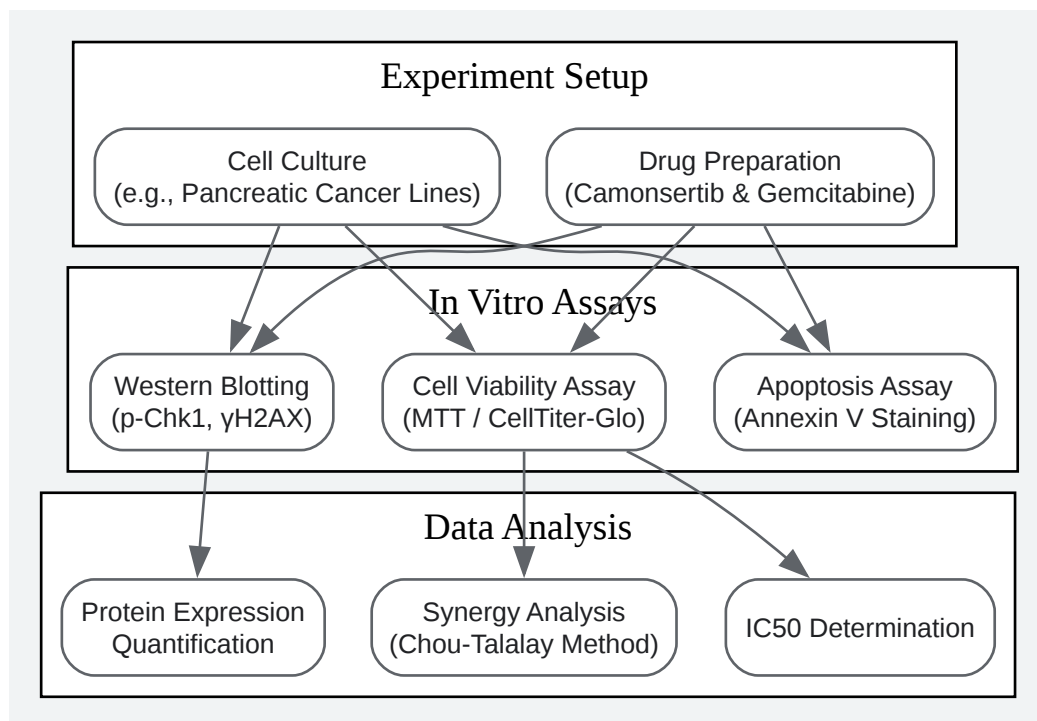 Experiment Setup
Cell Culture
(e.g., Pancreatic Cancer Lines)
Drug Preparation
(Camonsertib & Gemcitabine)
In Vitro Assays
Western Blotting
(p-Chk1, γH2AX)
Cell Viability Assay
(MTT / CellTiter-Glo)
Apoptosis Assay
(Annexin V Staining)
Data Analysis
Protein Expression
Quantification
Synergy Analysis
(Chou-Talalay Method)
IC50 Determination